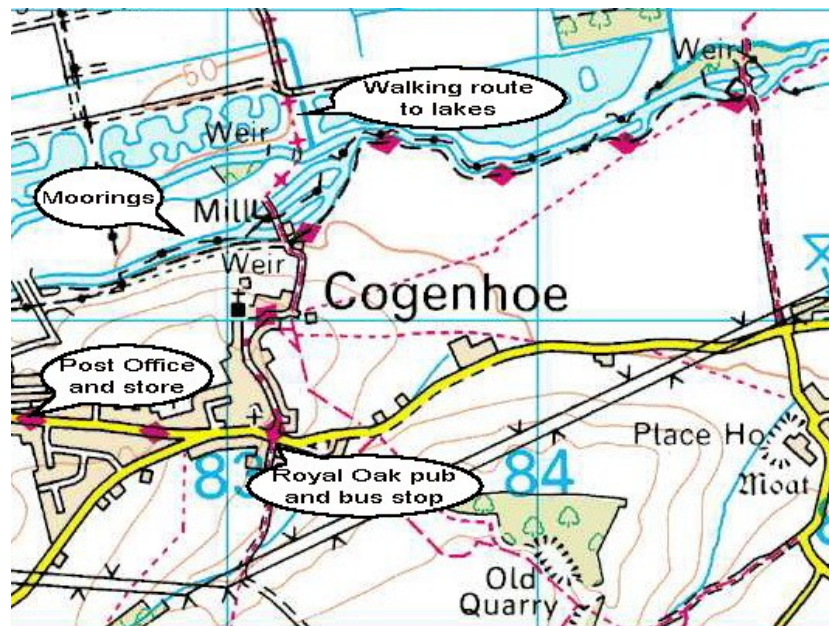 Weir
60
Walking route
to lakes
Weir
Moorings
Mill
Weir
Cogenhoe
Post Office
and store
Place Ho
Moat
83
Royal Oak pub
and bus stop
84
Old
Quarry